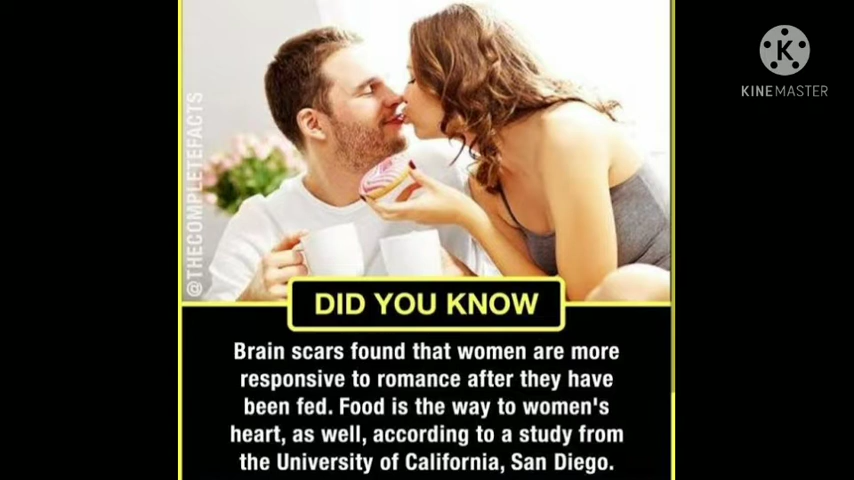 K
KINEMASTER
@THECOMPLETEFACTS
DID YOU KNOW
Brain scars found that women are more
responsive to romance after they have
been fed. Food is the way to women's
heart, as well, according to a study from
the University of California, San Diego.